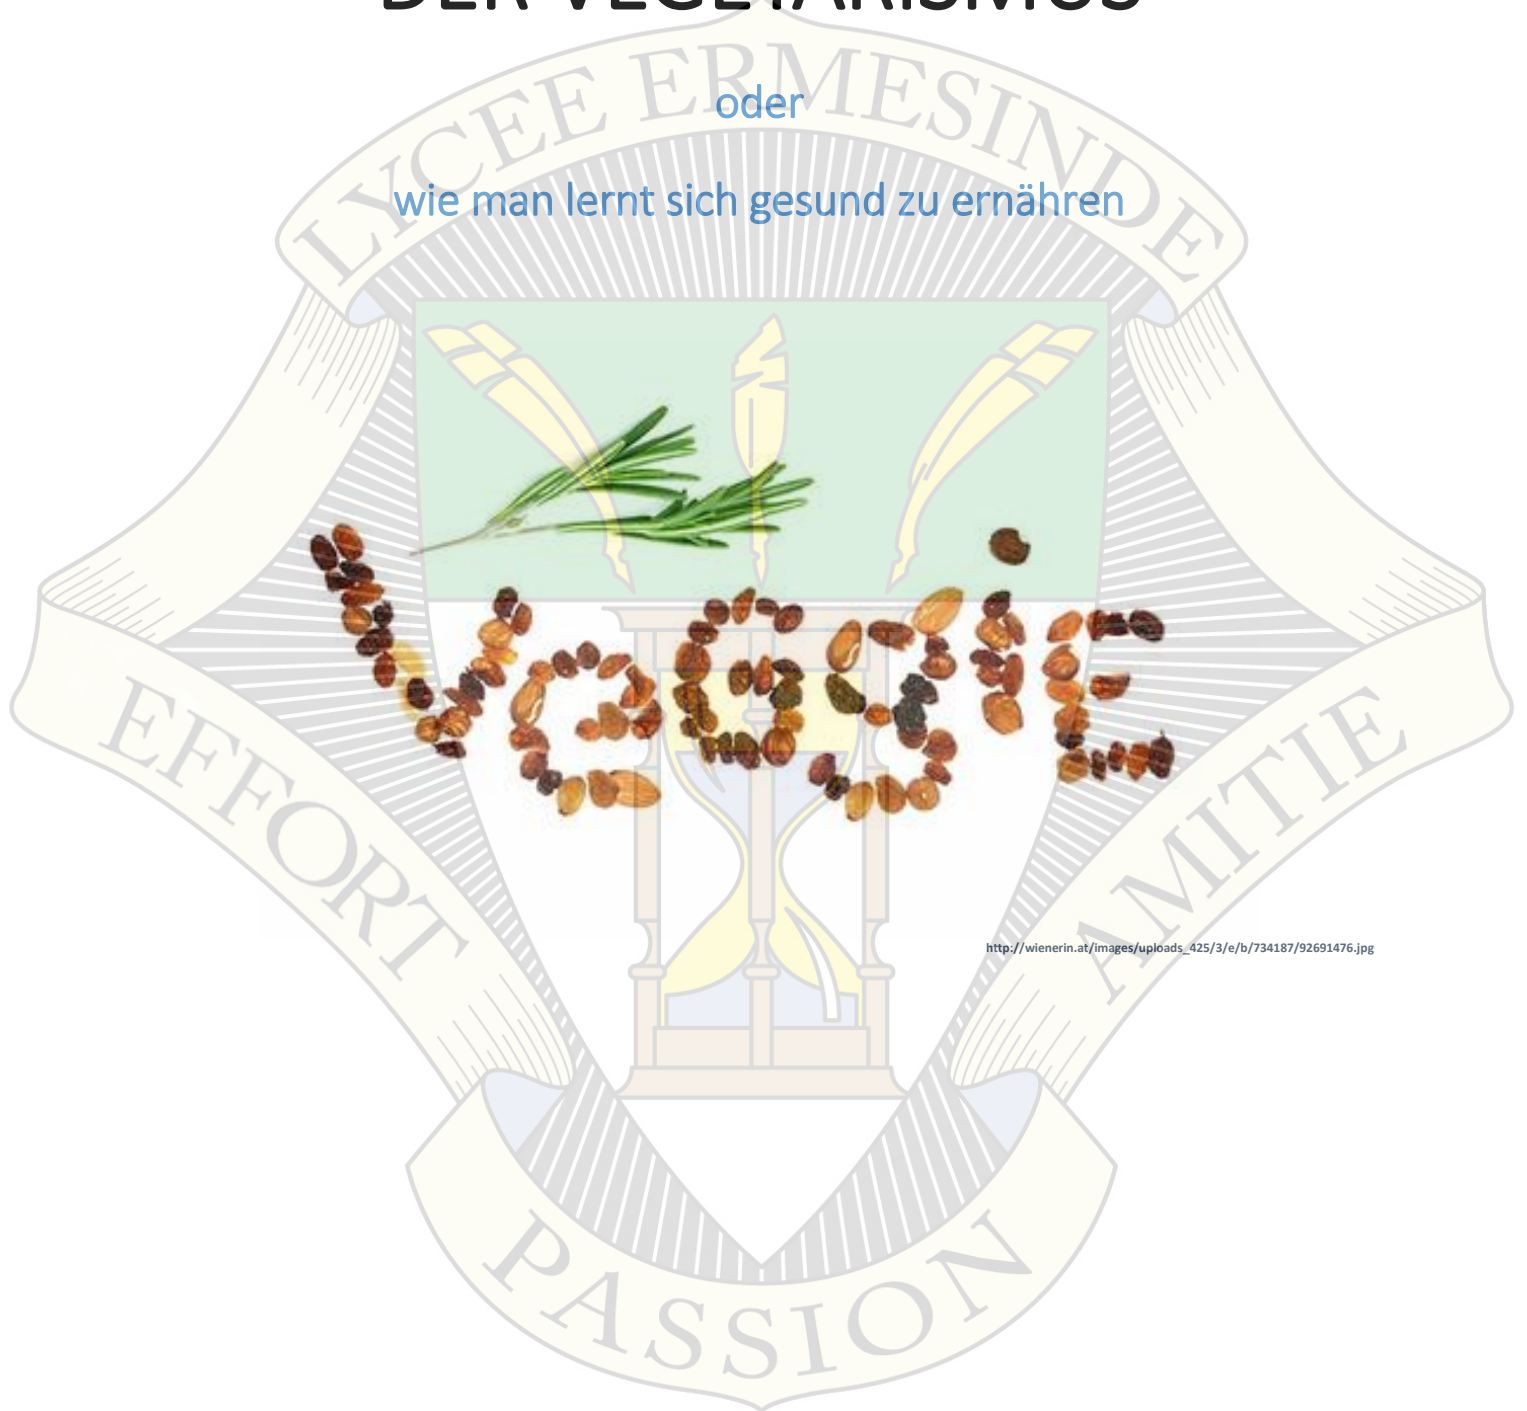 DER VEGETARISMUS
LYCEE ERMESINDE
oder
wie man lernt sich gesund zu ernähren
VeGgiE
EFFORT
AMITIE
http://wienerin.at/images/uploads_425/3/e/b/734187/92691476.jpg
PASSION